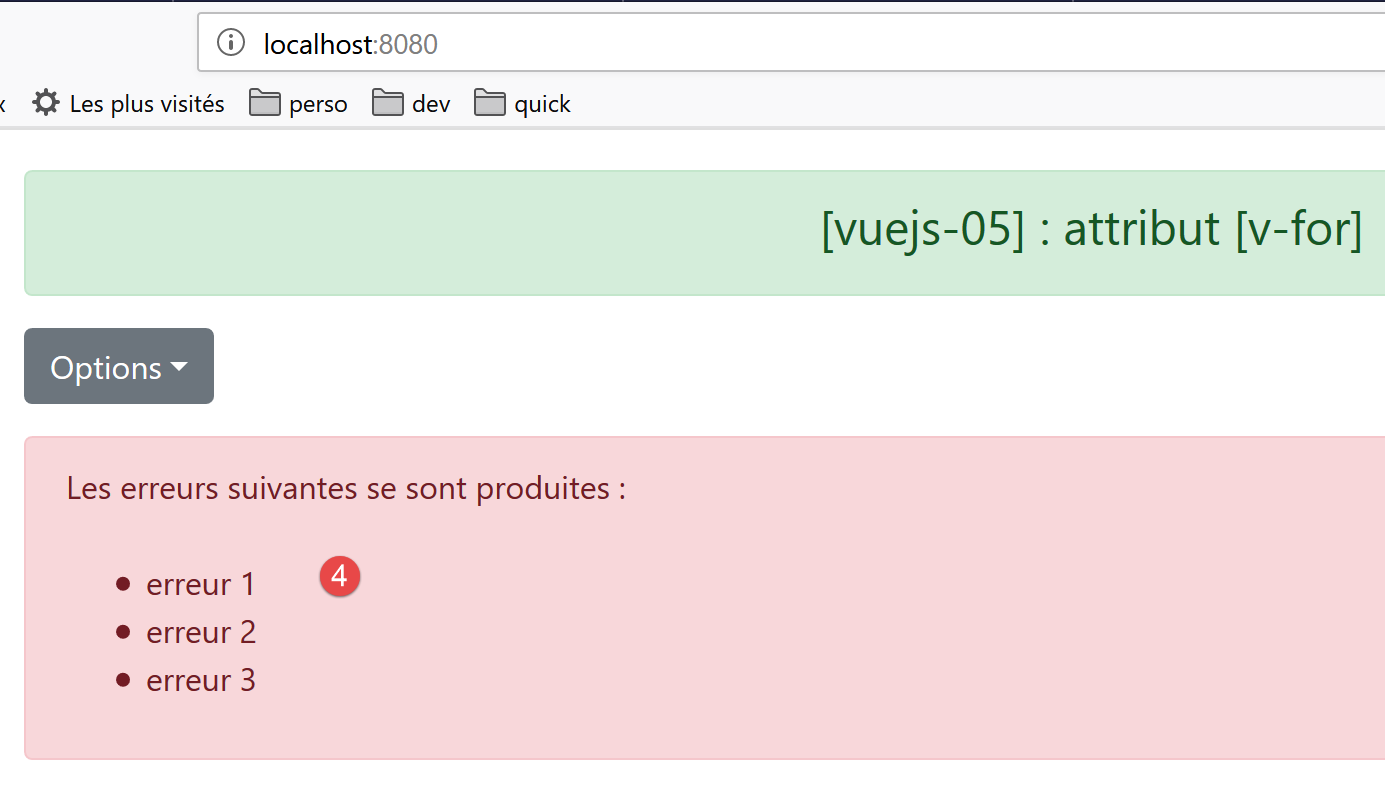 localhost:8080
Les plus visités perso dev quick
[vuejs-05] : attribut [v-for]
Options
Les erreurs suivantes se sont produites :
erreur 1 4
erreur 2
erreur 3